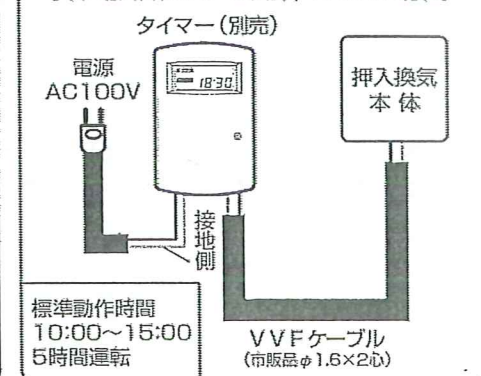 タイマー(別売)
電源
AC100V
18:30
押入換気
本体
接地側
標準動作時間
10:00～15:00
5時間運転
VVFケーブル
(市販品φ1.6×2心)